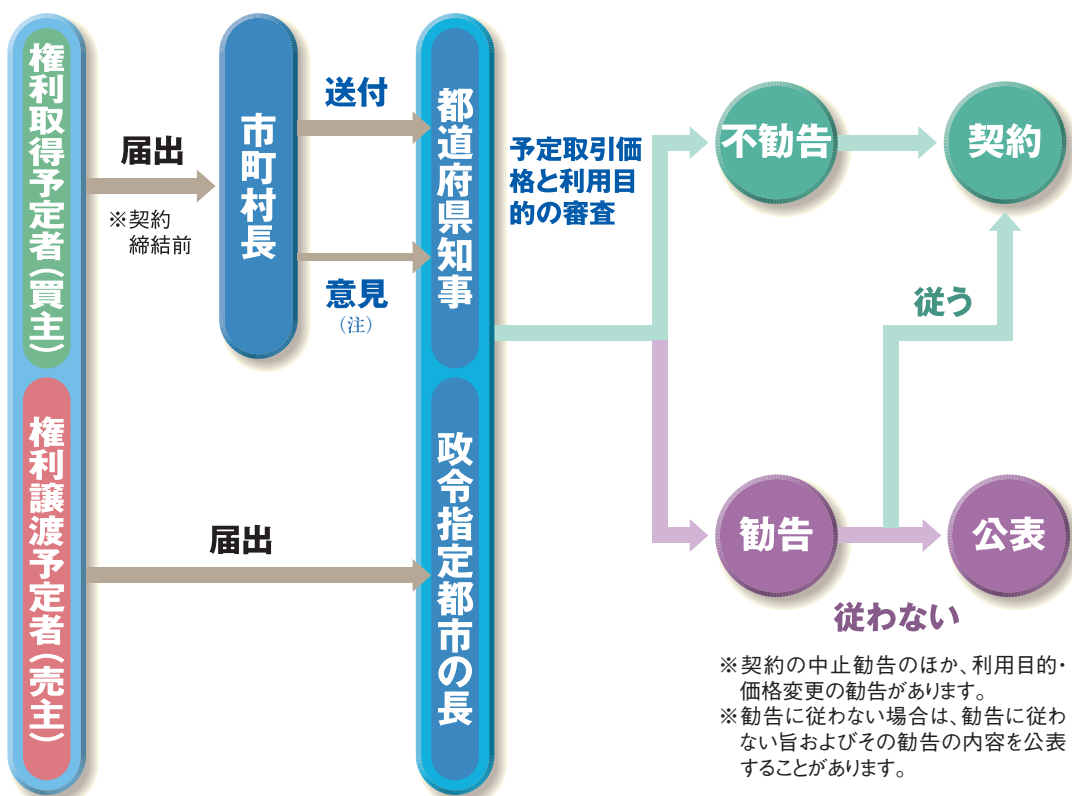 権利取得予定者(買主)
権利譲渡予定者(売主)
届出
※契約
締結前
市町村長
送付
意見
(注)
届出
都道府県知事
政令指定都市の長
予定取引価
格と利用目
的の審査
不勧告
契約
従う
勧告
公表
従わない
※契約の中止勧告のほか、利用目的・
価格変更の勧告があります。
※勧告に従わない場合は、勧告に従わ
ない旨およびその勧告の内容を公表
することがあります。